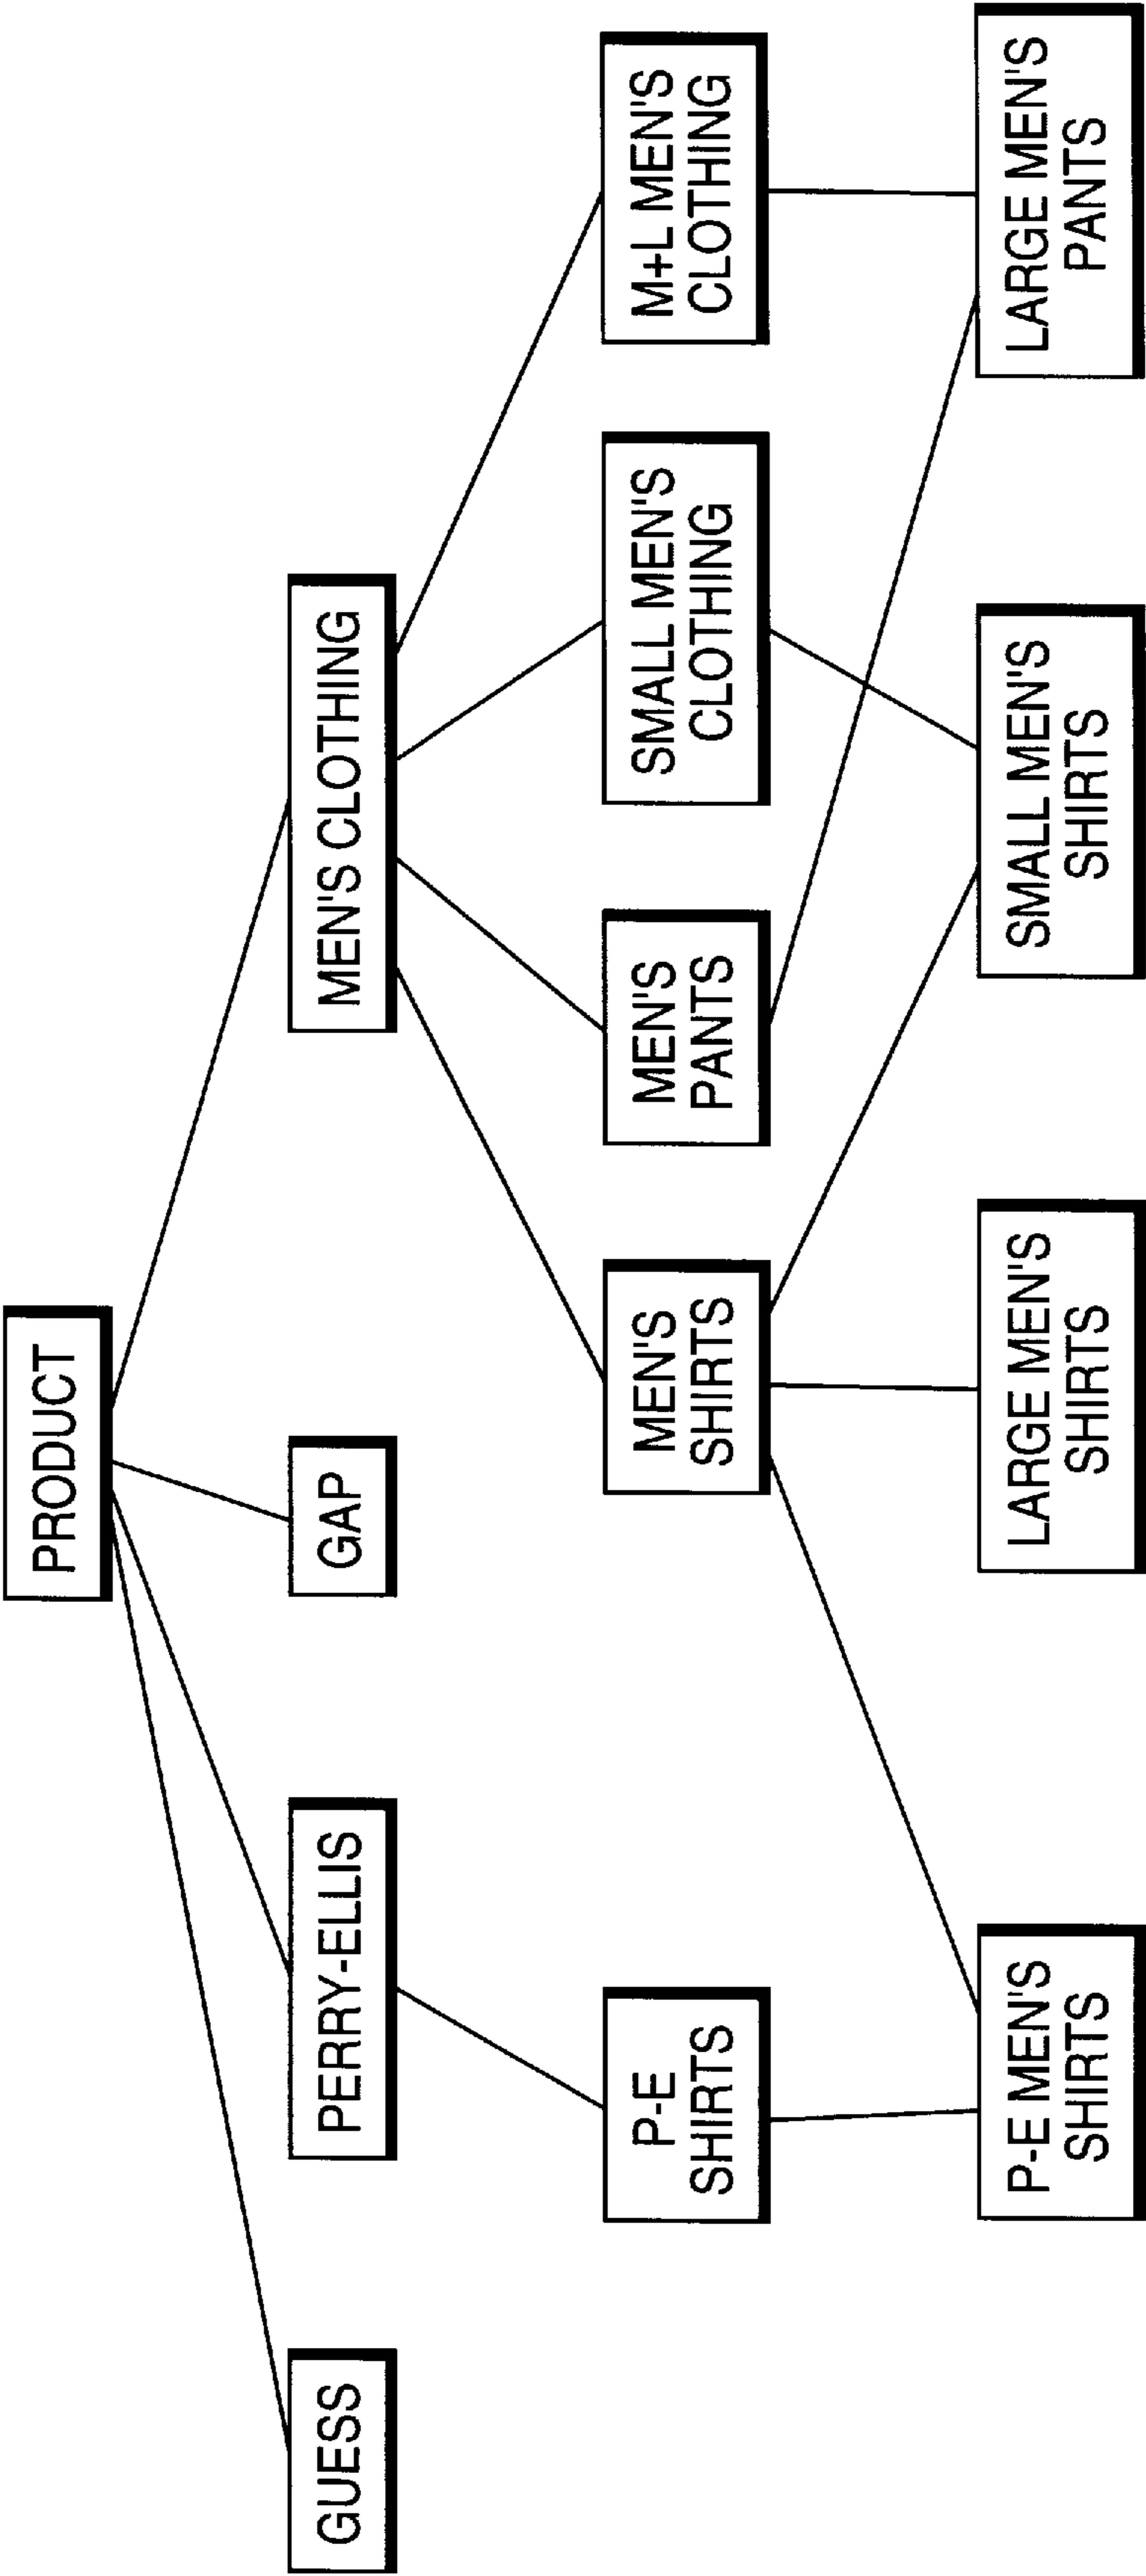 PRODUCT
GUESS
PERRY-ELLIS
GAP
MEN'S CLOTHING
P-E
SHIRTS
MEN'S
SHIRTS
MEN'S
PANTS
SMALL MEN'S
CLOTHING
M+L MEN'S
CLOTHING
P-E MEN'S
SHIRTS
LARGE MEN'S
SHIRTS
SMALL MEN'S
SHIRTS
LARGE MEN'S
PANTS